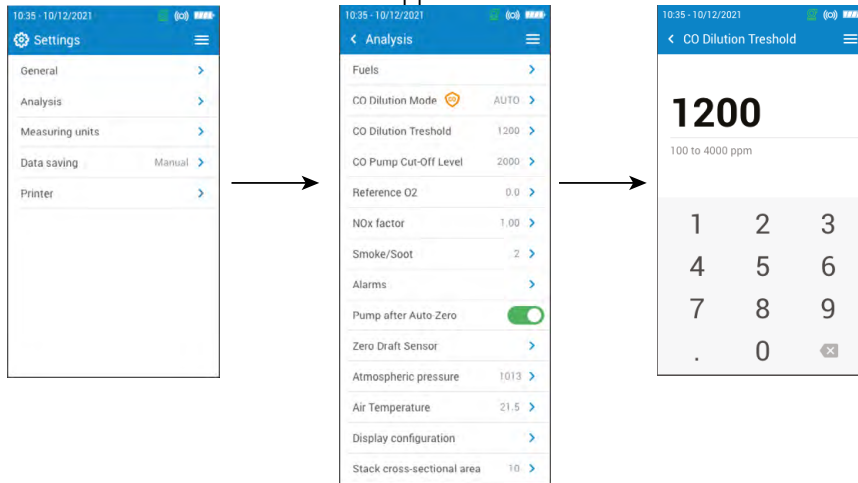 10:35 - 10/12/2021
Settings
General
Analysis
Measuring units
Data saving Manual
Printer
10:35 - 10/12/2021
Analysis
Fuels
CO Dilution Mode CO AUTO
CO Dilution Treshold 1200
CO Pump Cut-Off Level 2000
Reference O2 0.0
NOx factor 1.00
Smoke/Soot 2
Alarms
Pump after Auto Zero
Zero Draft Sensor
Atmospheric pressure 1013
Air Temperature 21.5
Display configuration
Stack cross-sectional area 10
10:35 - 10/12/2021
CO Dilution Treshold
1200
100 to 4000 ppm
1 2 3
4 5 6
7 8 9
. 0